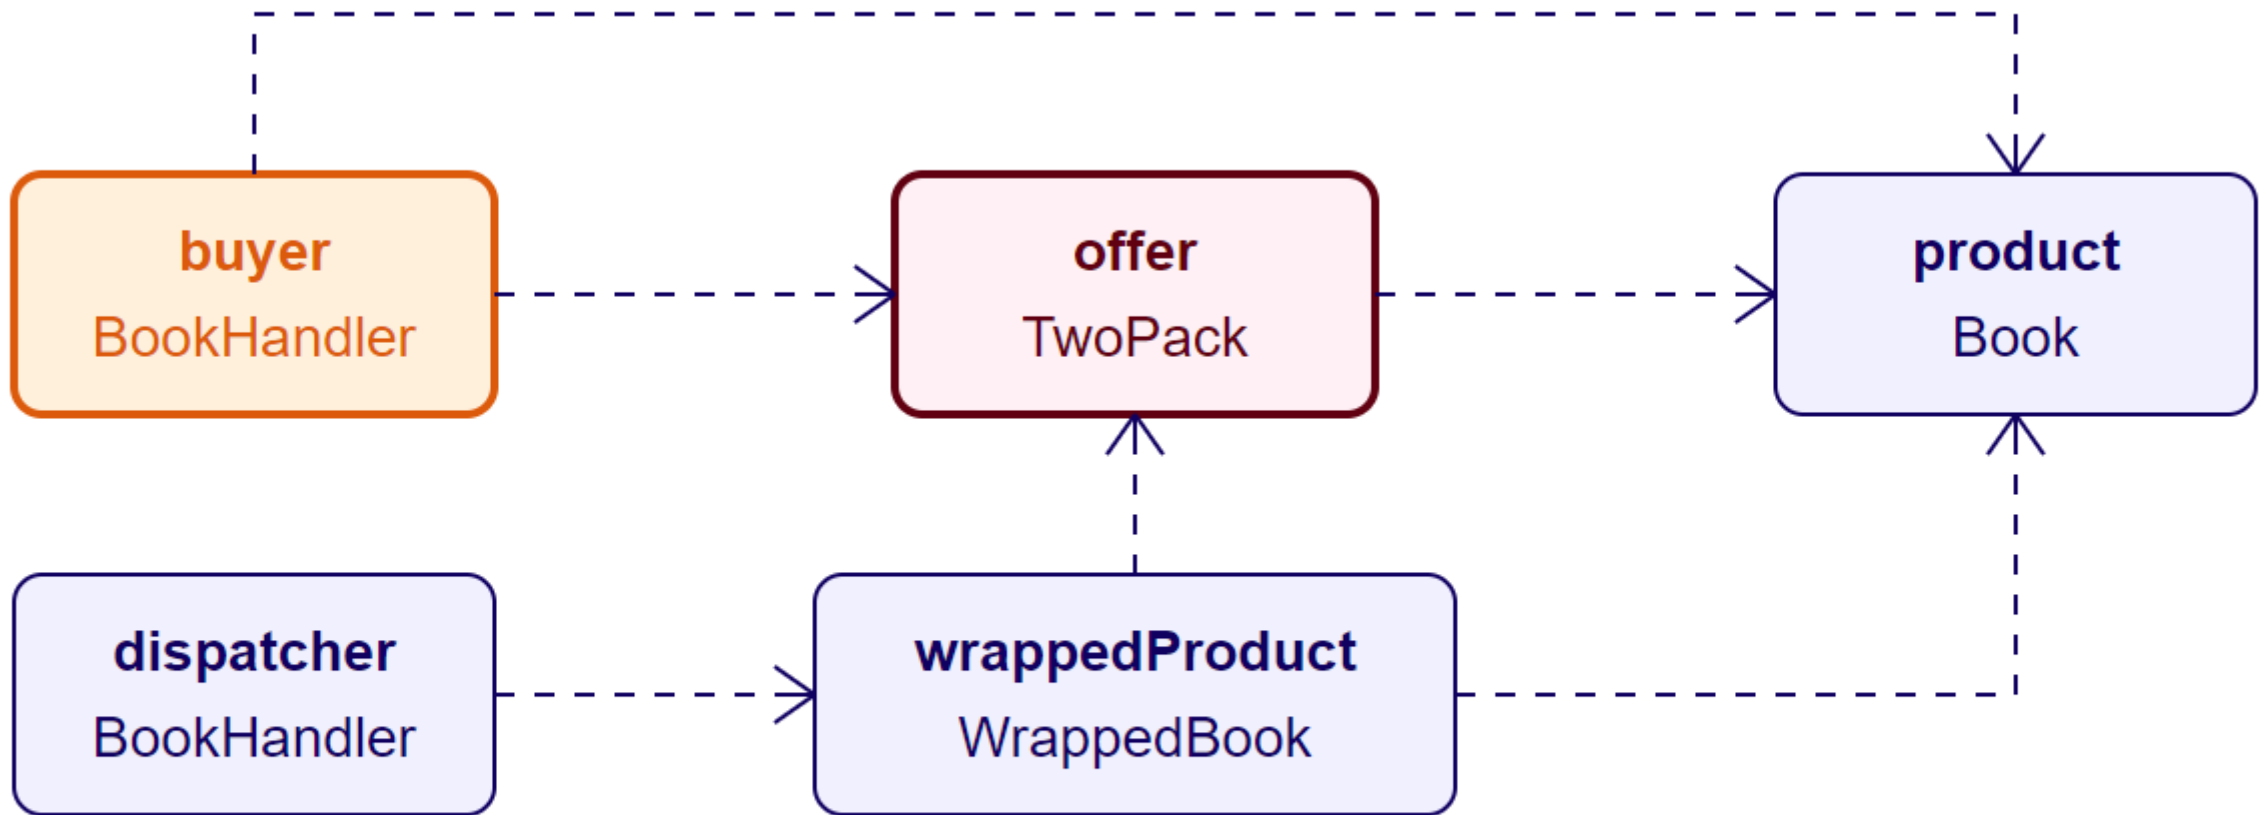 buyer
BookHandler
offer
TwoPack
product
Book
dispatcher
BookHandler
wrappedProduct
WrappedBook